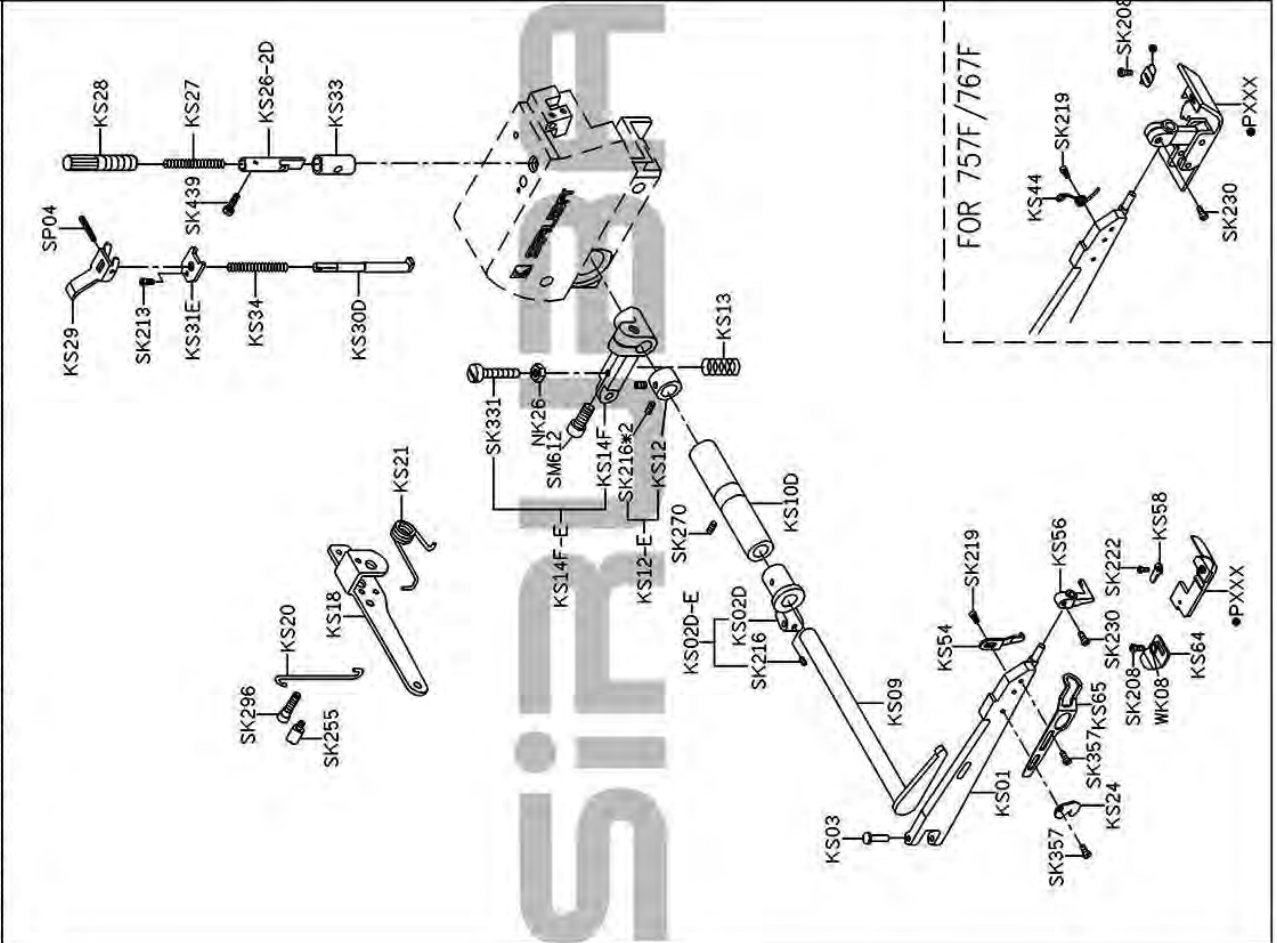 KS28
KS27
KS26-2D
KS33
SK439
SP04
KS29
SK213
KS31E
KS34
KS30D
SiRUBA
SK331
NK26
SM612
KS14F
SK216*2
KS12
KS14F-E
KS12-E
KS13
KS10D
SK270
KS21
KS18
KS20
SK296
SK255
KS02D-E
KS02D
SK216
KS09
KS03
KS01
SK219
KS54
KS56
SK230
SK357
KS65
KS24
SK357
SK222
KS58
SK208
WK08
KS64
●PXXX
FOR 757F/767F
SK208
SK219
KS44
SK230
●PXXX